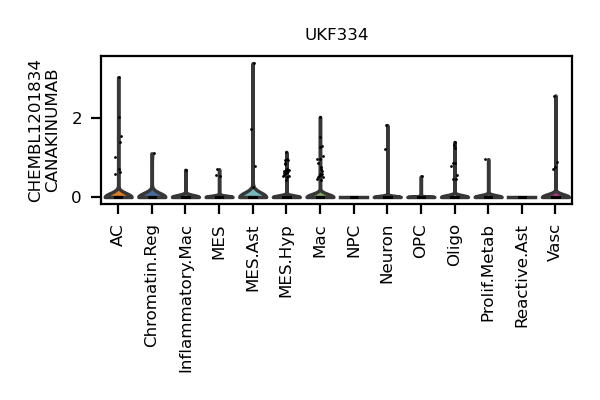 UKF334
CHEMBL1201834
CANAKINUMAB
2
0
AC
Chromatin.Reg
Inflammatory.Mac
MES
MES.Ast
MES.Hyp
Mac
NPC
Neuron
OPC
Oligo
Prolif.Metab
Reactive.Ast
Vasc